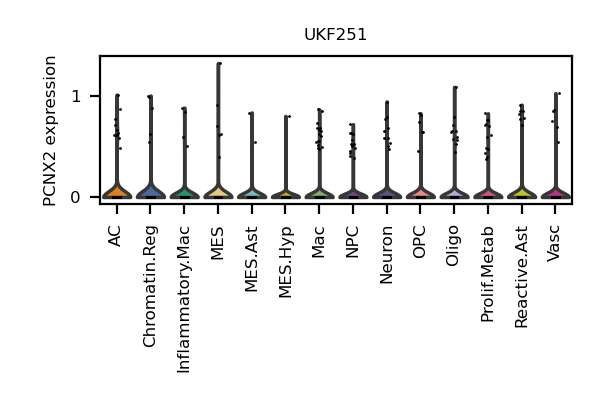 UKF251
PCNX2 expression
1
0
AC
Chromatin.Reg
Inflammatory.Mac
MES
MES.Ast
MES.Hyp
Mac
NPC
Neuron
OPC
Oligo
Prolif.Metab
Reactive.Ast
Vasc